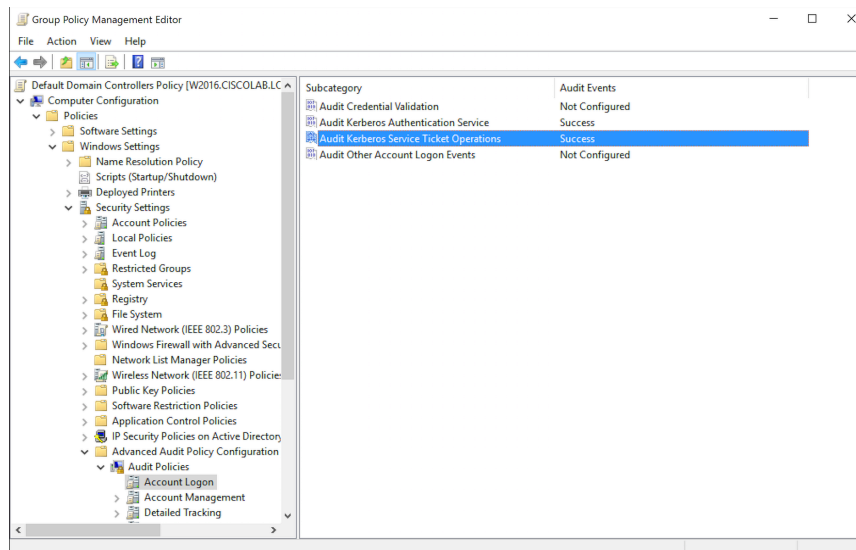 Group Policy Management Editor
File Action View Help
Default Domain Controllers Policy [W2016.CISCOLAB.LC
Computer Configuration
Policies
Software Settings
Windows Settings
Name Resolution Policy
Scripts (Startup/Shutdown)
Deployed Printers
Security Settings
Account Policies
Local Policies
Event Log
Restricted Groups
System Services
Registry
File System
Wired Network (IEEE 802.3) Policies
Windows Firewall with Advanced Secu
Network List Manager Policies
Wireless Network (IEEE 802.11) Policies
Public Key Policies
Software Restriction Policies
Application Control Policies
IP Security Policies on Active Directory
Advanced Audit Policy Configuration
Audit Policies
Account Logon
Account Management
Detailed Tracking
Subcategory Audit Events
Audit Credential Validation Not Configured
Audit Kerberos Authentication Service Success
Audit Kerberos Service Ticket Operations Success
Audit Other Account Logon Events Not Configured